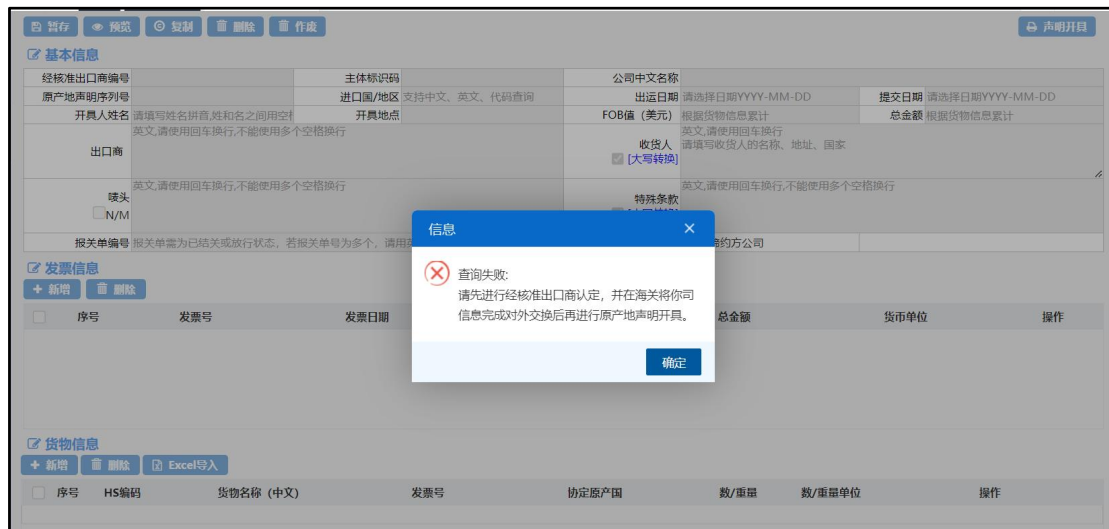 暂存 预览 复制 删除 作废 声明开具
基本信息
经核准出口商编号 主体标识码 公司中文名称
原产地声明序列号 进口国/地区 支持中文、英文、代码查询 出运日期 请选择日期YYYY-MM-DD 提交日期 请选择日期YYYY-MM-DD
开具人姓名 请填写姓名拼音,姓和名之间用空格 开具地点 FOB值（美元） 根据货物信息累计 总金额 根据货物信息累计
出口商 英文,请使用回车换行,不能使用多个空格换行
收货人 英文,请使用回车换行
请填写收货人的名称、地址、国家
[大写转换]
唛头 英文,请使用回车换行,不能使用多个空格换行
N/M
特殊条款 英文,请使用回车换行,不能使用多个空格换行
报关单编号 报关单需为已结关或放行状态，若报关单号为多个，请用 缔约方公司
信息
查询失败:
请先进行经核准出口商认定，并在海关将你司
信息完成对外交换后再进行原产地声明开具。
确定
发票信息
新增 删除
序号 发票号 发票日期 总金额 货币单位 操作
货物信息
新增 删除 Excel导入
序号 HS编码 货物名称（中文） 发票号 协定原产国 数/重量 数/重量单位 操作